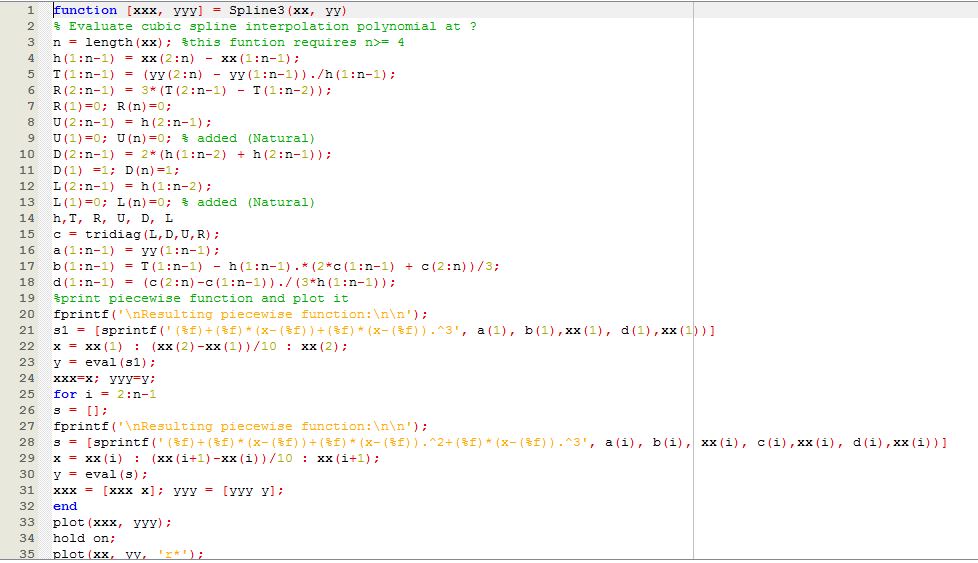 1 function [xxx, yyy] = Spline3(xx, yy)
2 % Evaluate cubic spline interpolation polynomial at ?
3 n = length(xx); %this funtion requires n>= 4
4 h(1:n-1) = xx(2:n) - xx(1:n-1);
5 T(1:n-1) = (yy(2:n) - yy(1:n-1))./h(1:n-1);
6 R(2:n-1) = 3*(T(2:n-1) - T(1:n-2));
7 R(1)=0; R(n)=0;
8 U(2:n-1) = h(2:n-1);
9 U(1)=0; U(n)=0; % added (Natural)
10 D(2:n-1) = 2*(h(1:n-2) + h(2:n-1));
11 D(1) =1; D(n)=1;
12 L(2:n-1) = h(1:n-2);
13 L(1)=0; L(n)=0; % added (Natural)
14 h,T, R, U, D, L
15 c = tridiag(L,D,U,R);
16 a(1:n-1) = yy(1:n-1);
17 b(1:n-1) = T(1:n-1) - h(1:n-1).*(2*c(1:n-1) + c(2:n))/3;
18 d(1:n-1) = (c(2:n)-c(1:n-1))./(3*h(1:n-1));
19 %print piecewise function and plot it
20 fprintf('\nResulting piecewise function:\n\n');
21 s1 = [sprintf('(%f)+(%f)*(x-(%f))+(%f)*(x-(%f)).^3', a(1), b(1),xx(1), d(1),xx(1))]
22 x = xx(1) : (xx(2)-xx(1))/10 : xx(2);
23 y = eval(s1);
24 xxx=x; yyy=y;
25 for i = 2:n-1
26 s = [];
27 fprintf('\nResulting piecewise function:\n\n');
28 s = [sprintf('(%f)+(%f)*(x-(%f))+(%f)*(x-(%f)).^2+(%f)*(x-(%f)).^3', a(i), b(i), xx(i), c(i),xx(i), d(i),xx(i))]
29 x = xx(i) : (xx(i+1)-xx(i))/10 : xx(i+1);
30 y = eval(s);
31 xxx = [xxx x]; yyy = [yyy y];
32 end
33 plot(xxx, yyy);
34 hold on;
35 plot(xx, yy, 'r*');